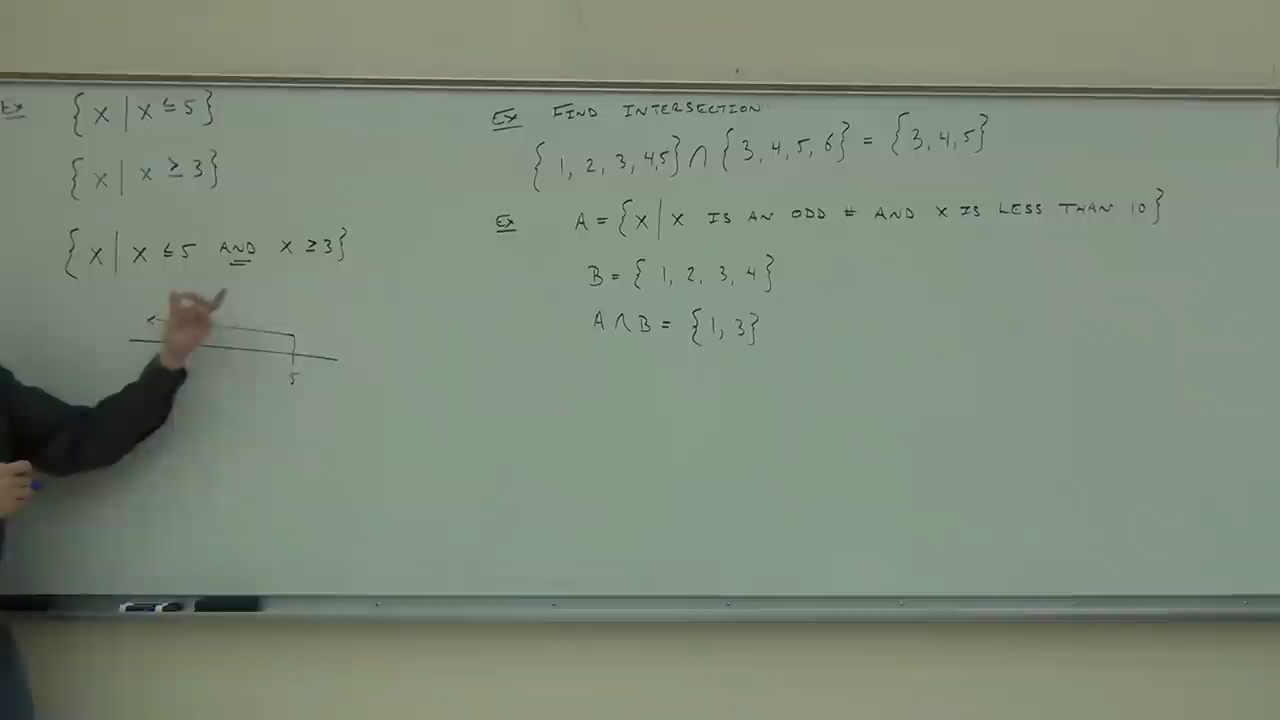 Ex { X | X ≤ 5 }
{ X | X ≥ 3 }
{ X | X ≤ 5 AND X ≥ 3 }
5
Ex FIND INTERSECTION
{ 1, 2, 3, 4,5 } ∩ { 3, 4, 5, 6 } = { 3, 4, 5 }
Ex A = { X | X IS AN ODD # AND X IS LESS THAN 10 }
B = { 1, 2, 3, 4 }
A ∩ B = { 1, 3 }